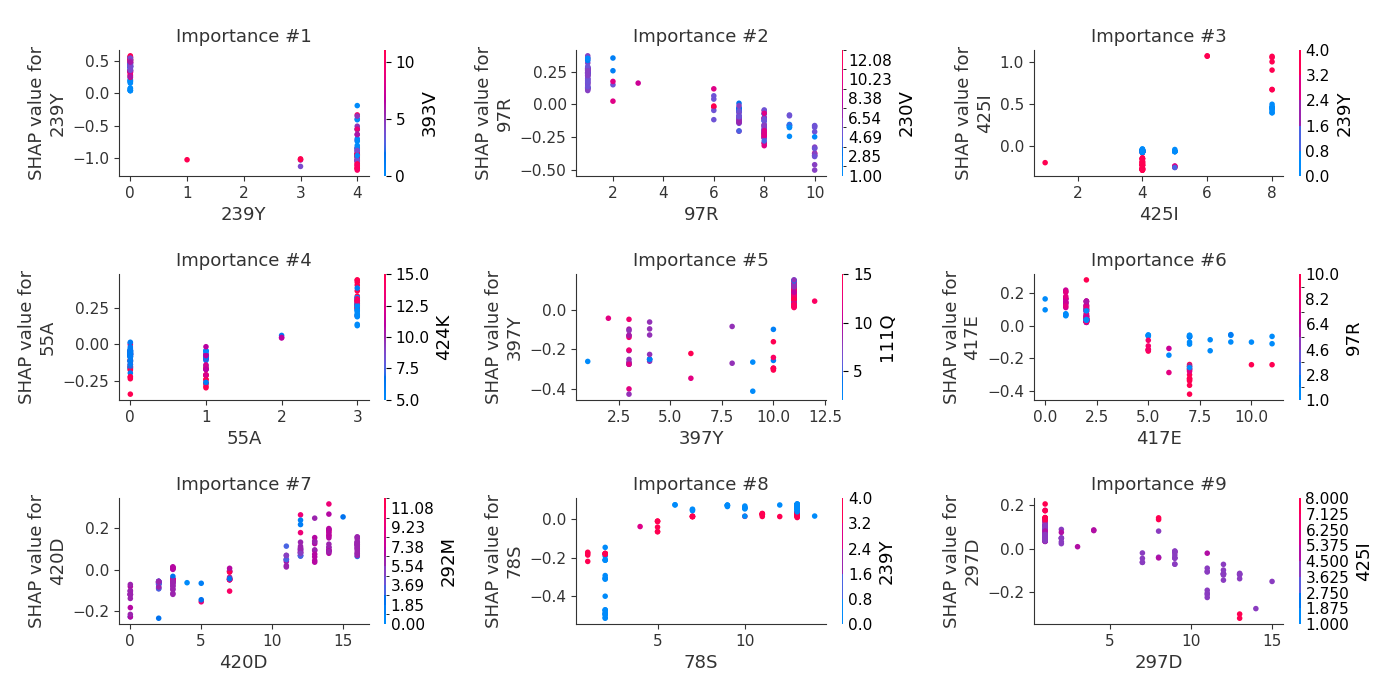 Importance #1
SHAP value for
239Y
0.5
0.0
−0.5
−1.0
0
1
2
3
4
239Y
10
5
0
393V
Importance #2
SHAP value for
97R
0.25
0.00
−0.25
−0.50
2
4
6
8
10
97R
12.08
10.23
8.38
6.54
4.69
2.85
1.00
230V
Importance #3
SHAP value for
425I
1.0
0.5
0.0
2
4
6
8
425I
4.0
3.2
2.4
1.6
0.8
0.0
239Y
Importance #4
SHAP value for
55A
0.25
0.00
−0.25
0
1
2
3
55A
15.0
12.5
10.0
7.5
5.0
424K
Importance #5
SHAP value for
397Y
0.0
−0.2
−0.4
2.5
5.0
7.5
10.0
12.5
397Y
15
10
5
111Q
Importance #6
SHAP value for
417E
0.2
0.0
−0.2
−0.4
0.0
2.5
5.0
7.5
10.0
417E
10.0
8.2
6.4
4.6
2.8
1.0
97R
Importance #7
SHAP value for
420D
0.2
0.0
−0.2
0
5
10
15
420D
11.08
9.23
7.38
5.54
3.69
1.85
0.00
292M
Importance #8
SHAP value for
78S
0.0
−0.2
−0.4
5
10
78S
4.0
3.2
2.4
1.6
0.8
0.0
239Y
Importance #9
SHAP value for
297D
0.2
0.0
−0.2
5
10
15
297D
8.000
7.125
6.250
5.375
4.500
3.625
2.750
1.875
1.000
425I